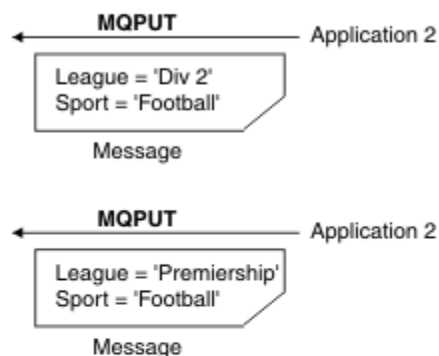 MQPUT
Application 2
League = 'Div 2'
Sport = 'Football'
Message
MQPUT
Application 2
League = 'Premiership'
Sport = 'Football'
Message